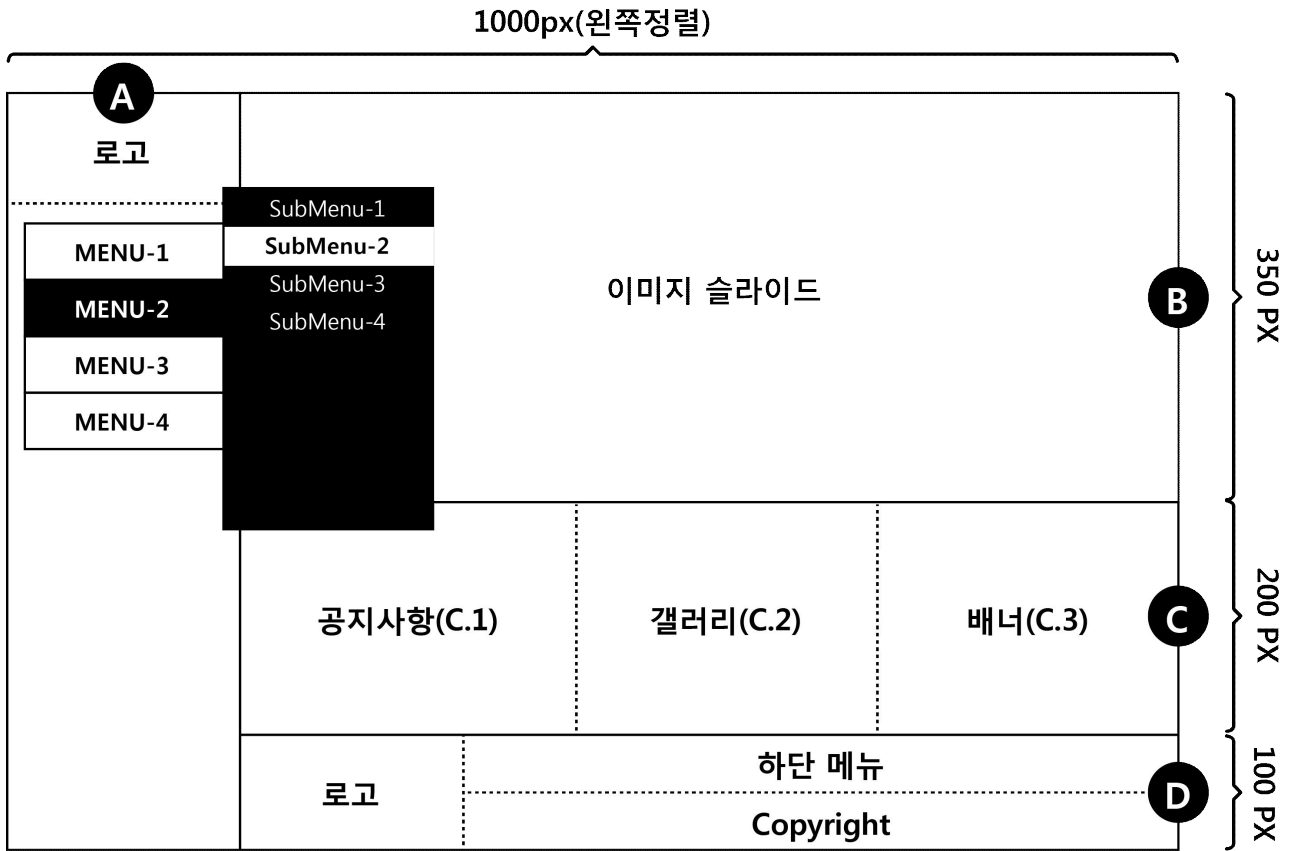 1000px(왼쪽정렬)
A
로고
SubMenu-1
MENU-1
SubMenu-2
SubMenu-3
MENU-2
SubMenu-4
MENU-3
MENU-4
이미지 슬라이드
B
350 PX
공지사항(C.1)
갤러리(C.2)
배너(C.3)
C
200 PX
로고
하단 메뉴
Copyright
D
100 PX